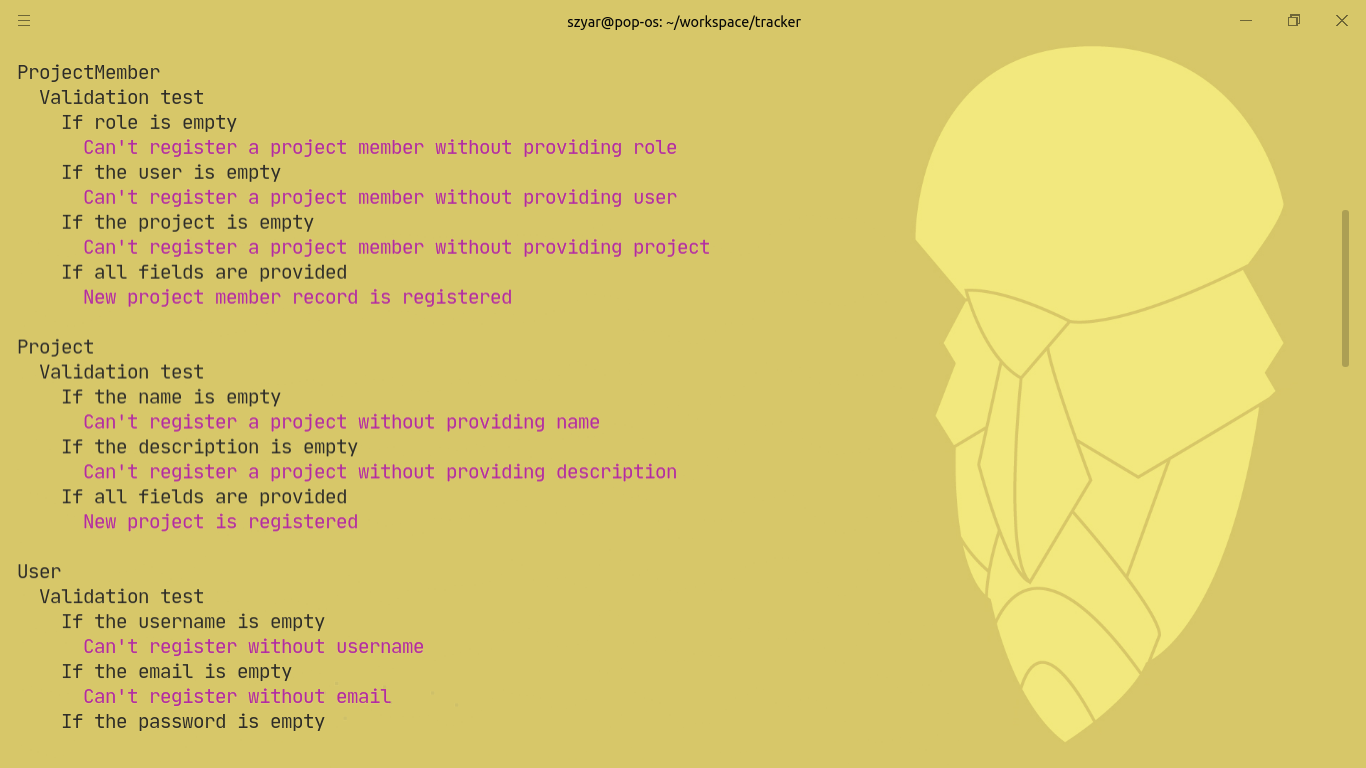 szyar@pop-os: ~/workspace/tracker
ProjectMember
Validation test
If role is empty
Can't register a project member without providing role
If the user is empty
Can't register a project member without providing user
If the project is empty
Can't register a project member without providing project
If all fields are provided
New project member record is registered
Project
Validation test
If the name is empty
Can't register a project without providing name
If the description is empty
Can't register a project without providing description
If all fields are provided
New project is registered
User
Validation test
If the username is empty
Can't register without username
If the email is empty
Can't register without email
If the password is empty